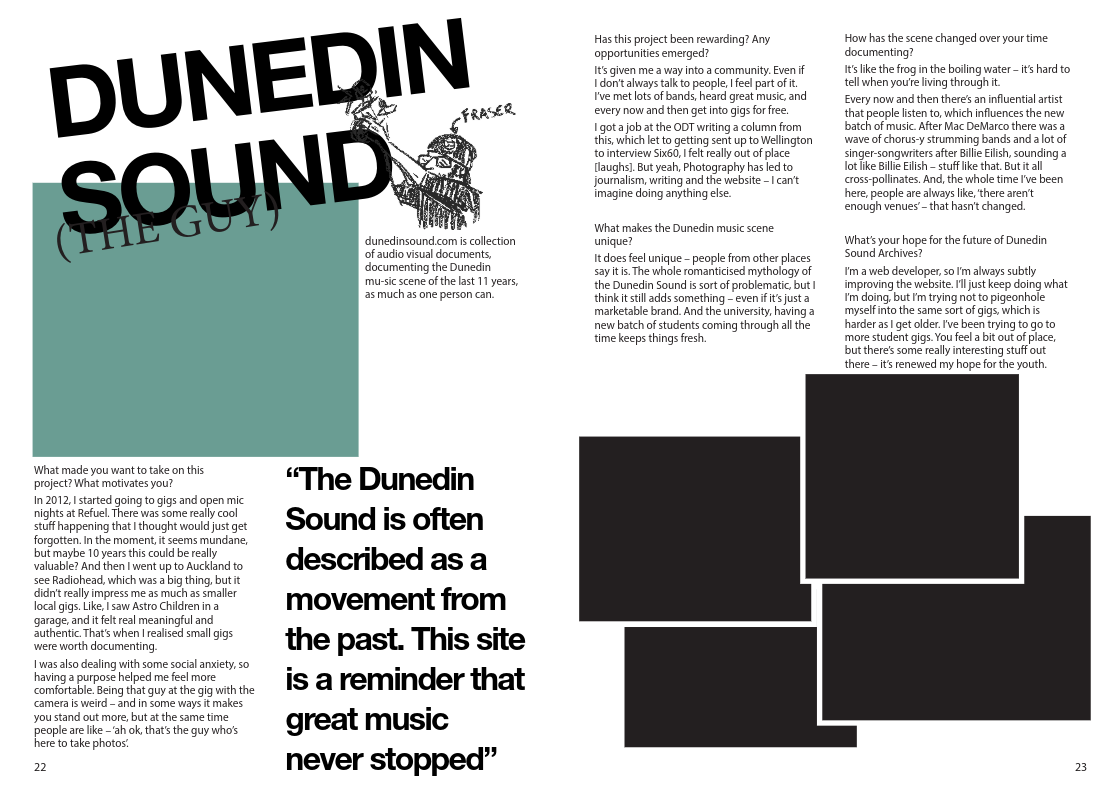 DUNEDIN
SOUND
(THE GUY)
FRASER
dunedinsound.com is collection
of audio visual documents,
documenting the Dunedin
mu-sic scene of the last 11 years,
as much as one person can.
What made you want to take on this
project? What motivates you?
In 2012, I started going to gigs and open mic
nights at Refuel. There was some really cool
stuff happening that I thought would just get
forgotten. In the moment, it seems mundane,
but maybe 10 years this could be really
valuable? And then I went up to Auckland to
see Radiohead, which was a big thing, but it
didn't really impress me as much as smaller
local gigs. Like, I saw Astro Children in a
garage, and it felt real meaningful and
authentic. That's when I realised small gigs
were worth documenting.
I was also dealing with some social anxiety, so
having a purpose helped me feel more
comfortable. Being that guy at the gig with the
camera is weird – and in some ways it makes
you stand out more, but at the same time
people are like – 'ah ok, that's the guy who's
here to take photos'.
“The Dunedin
Sound is often
described as a
movement from
the past. This site
is a reminder that
great music
never stopped”
22
Has this project been rewarding? Any
opportunities emerged?
It's given me a way into a community. Even if
I don't always talk to people, I feel part of it.
I've met lots of bands, heard great music, and
every now and then get into gigs for free.
I got a job at the ODT writing a column from
this, which let to getting sent up to Wellington
to interview Six60, I felt really out of place
[laughs]. But yeah, Photography has led to
journalism, writing and the website – I can't
imagine doing anything else.
What makes the Dunedin music scene
unique?
It does feel unique – people from other places
say it is. The whole romanticised mythology of
the Dunedin Sound is sort of problematic, but I
think it still adds something – even if it's just a
marketable brand. And the university, having a
new batch of students coming through all the
time keeps things fresh.
How has the scene changed over your time
documenting?
It's like the frog in the boiling water – it's hard to
tell when you're living through it.
Every now and then there's an influential artist
that people listen to, which influences the new
batch of music. After Mac DeMarco there was a
wave of chorus-y strumming bands and a lot of
singer-songwriters after Billie Eilish, sounding a
lot like Billie Eilish – stuff like that. But it all
cross-pollinates. And, the whole time I've been
here, people are always like, 'there aren't
enough venues' – that hasn't changed.
What's your hope for the future of Dunedin
Sound Archives?
I'm a web developer, so I'm always subtly
improving the website. I'll just keep doing what
I'm doing, but I'm trying not to pigeonhole
myself into the same sort of gigs, which is
harder as I get older. I've been trying to go to
more student gigs. You feel a bit out of place,
but there's some really interesting stuff out
there – it's renewed my hope for the youth.
23